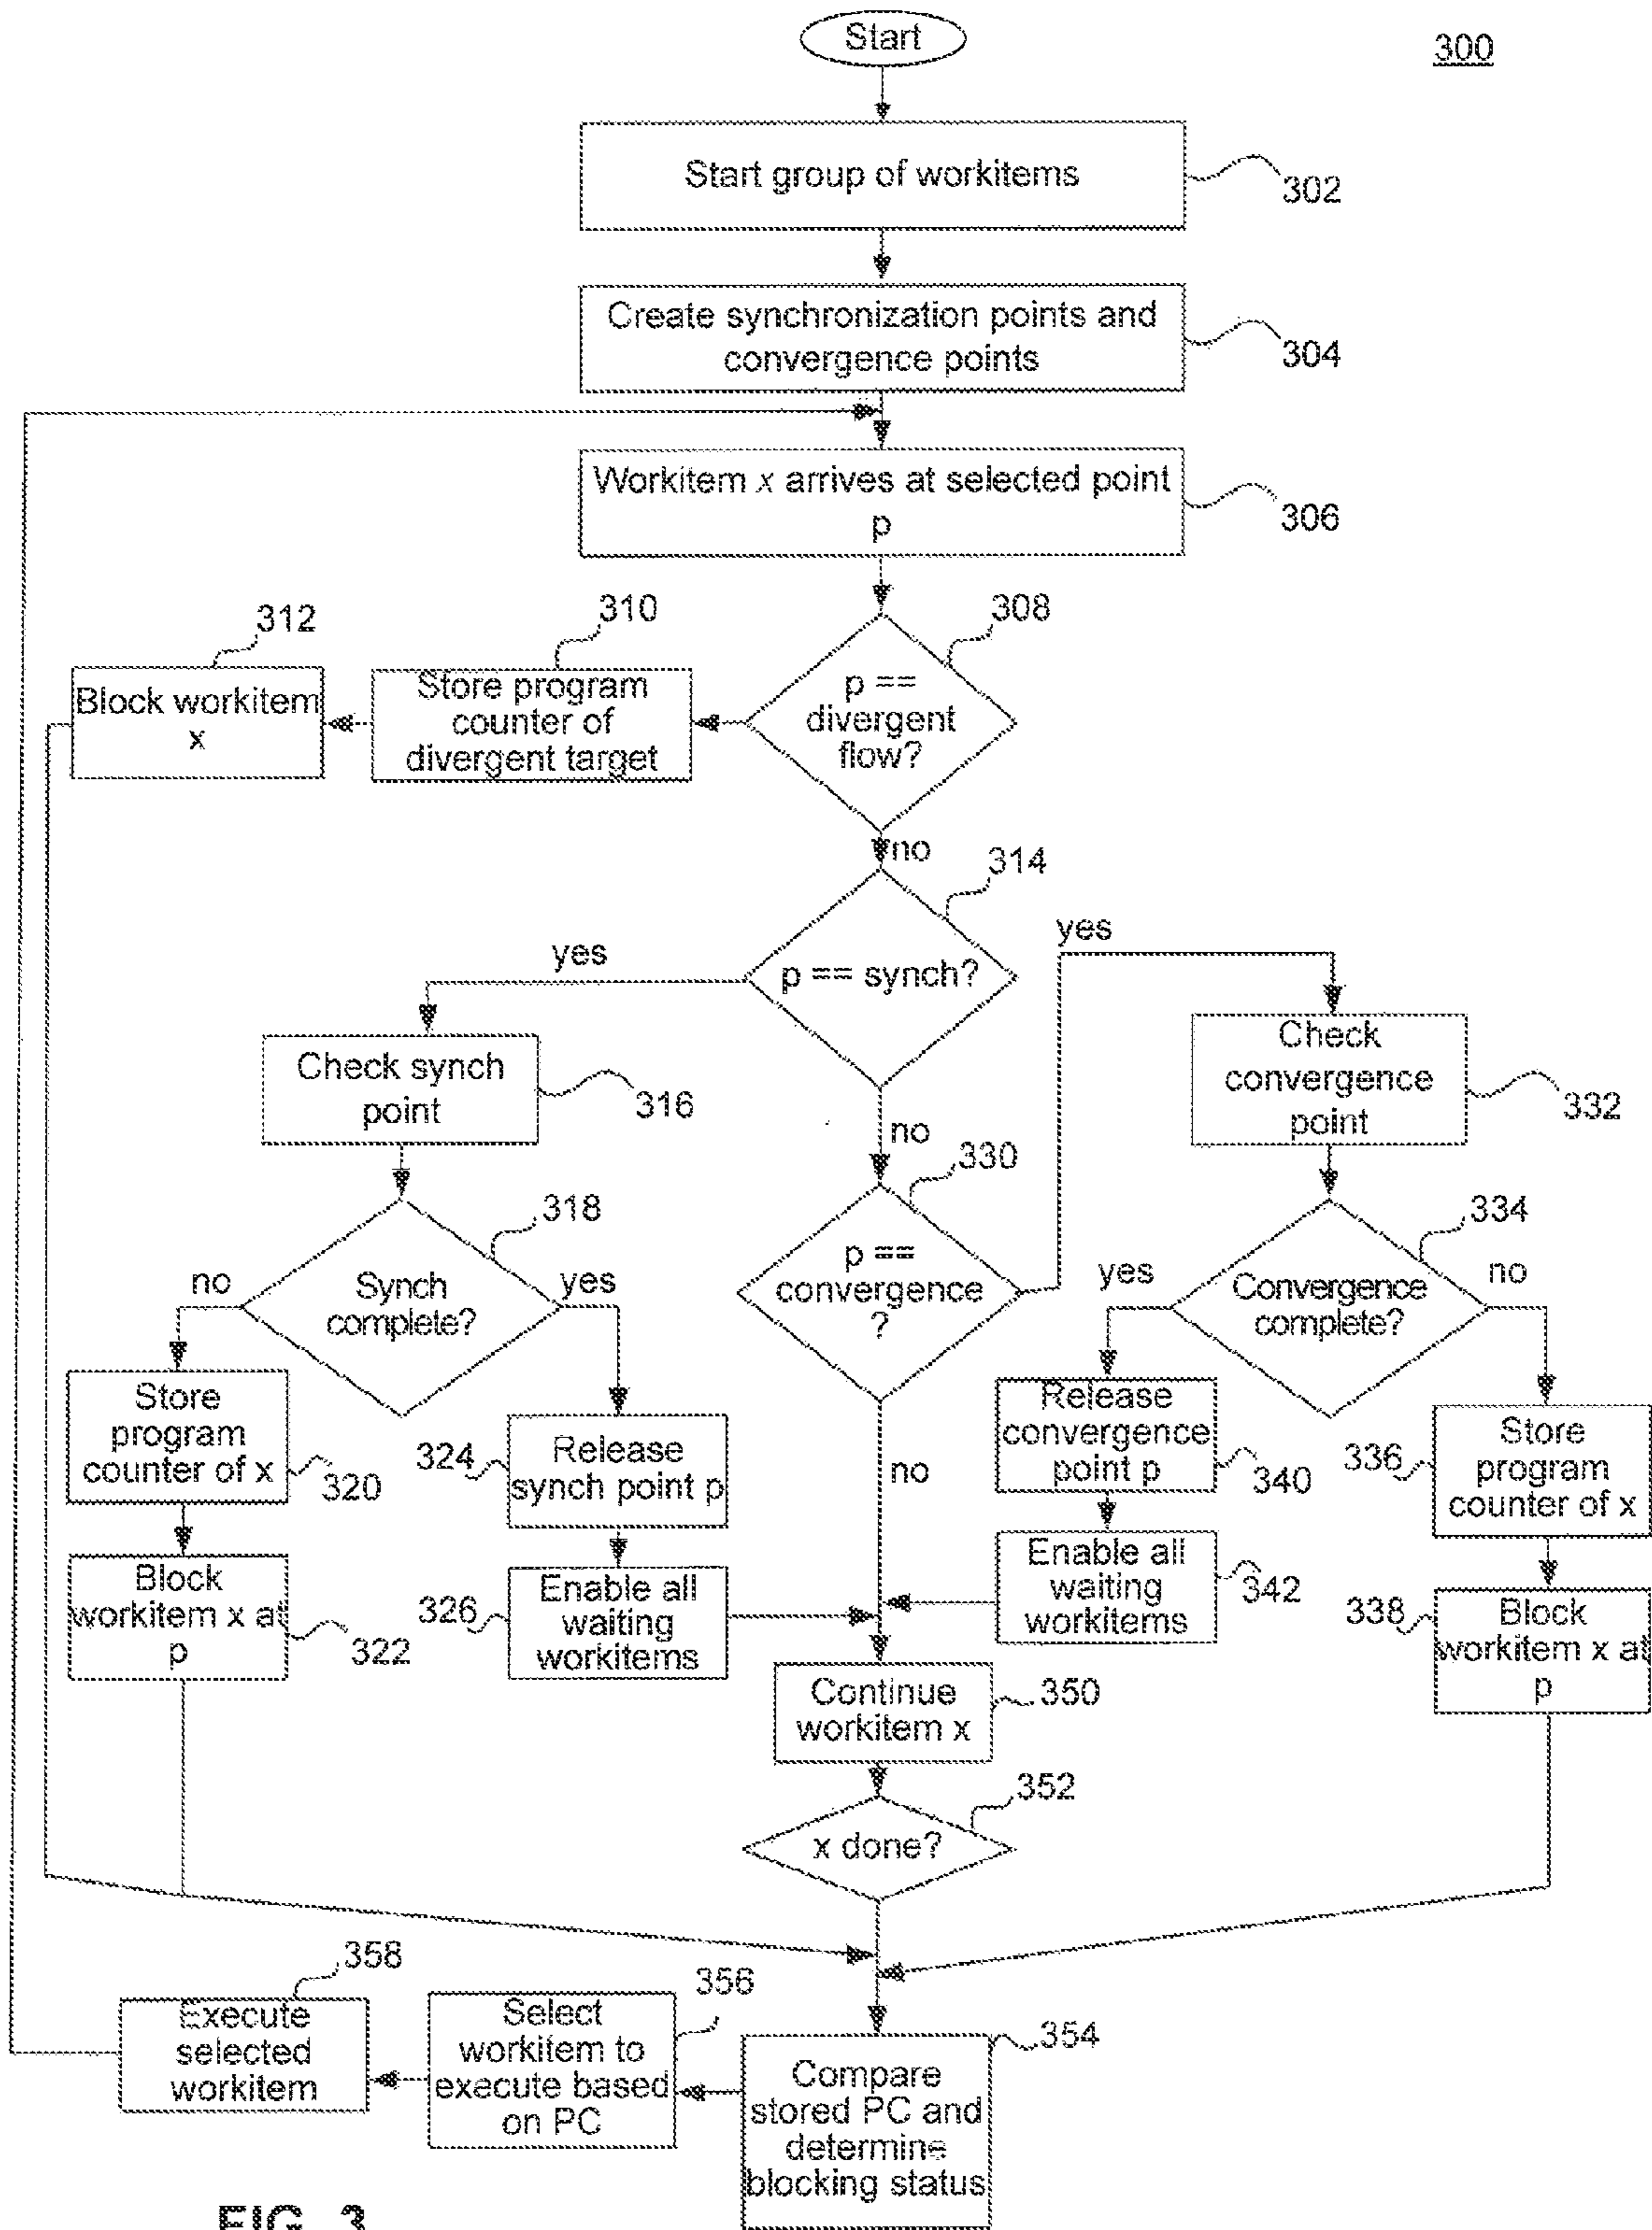 Start
300
Start group of workitems
302
Create synchronization points and
convergence points
304
Workitem x arrives at selected point
p
306
308
p ==
divergent
flow?
310
Store program
counter of
divergent target
312
Block workitem
x
no
314
p == synch?
yes
yes
Check synch
point
316
no
330
p ==
convergence
?
Check
convergence
point
332
318
Synch
complete?
no
yes
334
Convergence
complete?
yes
no
Store
program
counter of x
320
Block
workitem x at
p
322
324
Release
synch point p
326
Enable all
waiting
workitems
no
Release
convergence
point p
340
Enable all
waiting
workitems
342
336
Store
program
counter of x
338
Block
workitem x at
p
Continue
workitem x
350
352
x done?
354
Compare
stored PC and
determine
blocking status
356
Select
workitem to
execute based
on PC
358
Execute
selected
workitem
FIG. 3